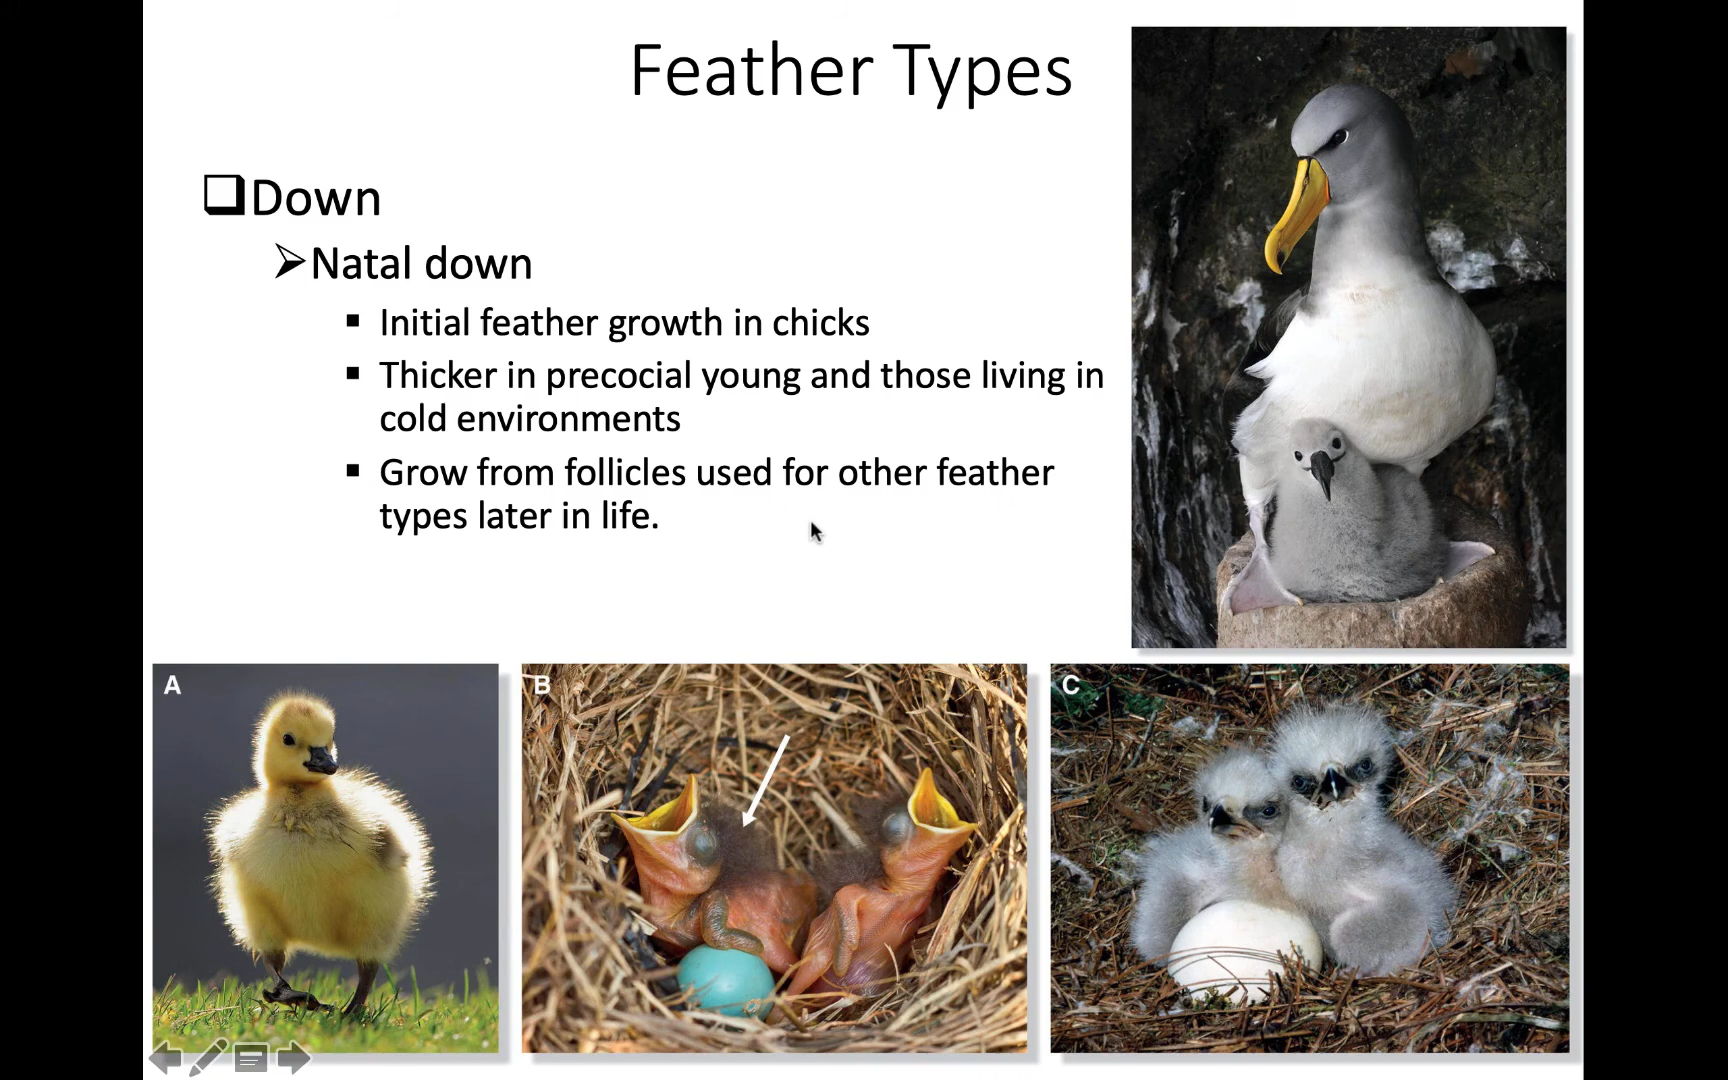 Feather Types
Down
Natal down
Initial feather growth in chicks
Thicker in precocial young and those living in
cold environments
Grow from follicles used for other feather
types later in life.
A
B
C